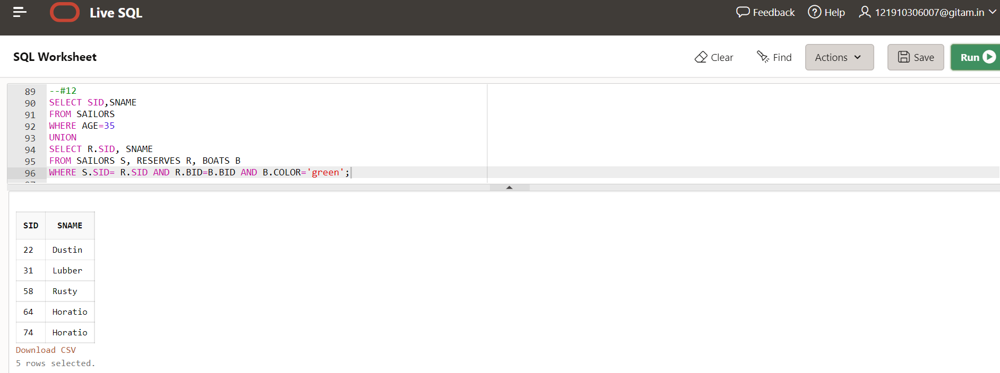 Live SQL
Feedback
Help
121910306007@gitam.in
SQL Worksheet
Clear
Find
Actions
Save
Run
89 --#12
90 SELECT SID,SNAME
91 FROM SAILORS
92 WHERE AGE=35
93 UNION
94 SELECT R.SID, SNAME
95 FROM SAILORS S, RESERVES R, BOATS B
96 WHERE S.SID= R.SID AND R.BID=B.BID AND B.COLOR='green';
SID SNAME
22 Dustin
31 Lubber
58 Rusty
64 Horatio
74 Horatio
Download CSV
5 rows selected.